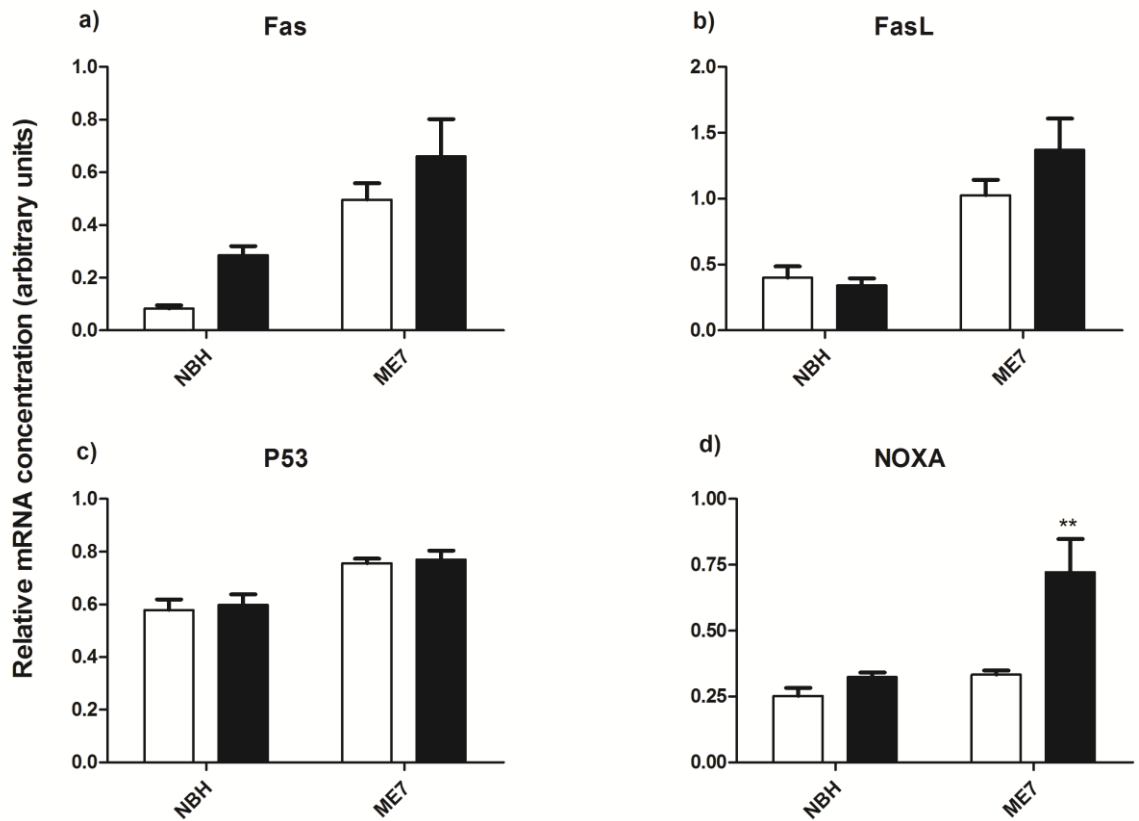 Relative mRNA concentration (arbitrary units)
a)
Fas
1.0
0.8
0.6
0.4
0.2
0.0
NBH
ME7
b)
FasL
2.0
1.5
1.0
0.5
0.0
NBH
ME7
c)
P53
1.0
0.8
0.6
0.4
0.2
0.0
NBH
ME7
d)
NOXA
1.00
0.75
0.50
0.25
0.00
**
NBH
ME7